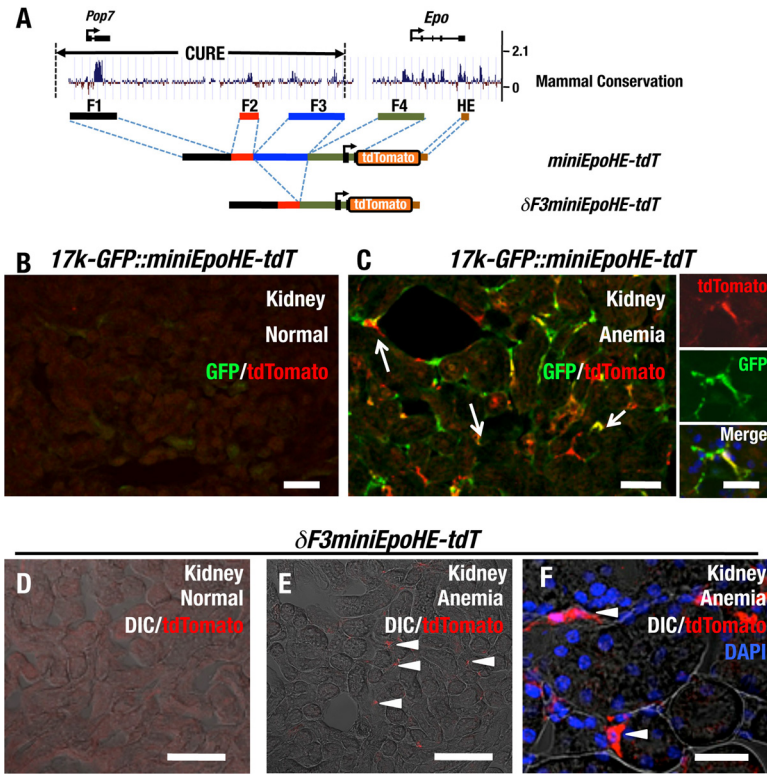 A
Pop7
Epo
CURE
2.1
0
Mammal Conservation
F1 F2 F3 F4 HE
tdTomato
miniEpoHE-tdT
tdTomato
δF3miniEpoHE-tdT
B 17k-GFP::miniEpoHE-tdT
Kidney
Normal
GFP/tdTomato
C 17k-GFP::miniEpoHE-tdT
Kidney
Anemia
GFP/tdTomato
tdTomato
GFP
Merge
δF3miniEpoHE-tdT
D
Kidney
Normal
DIC/tdTomato
E
Kidney
Anemia
DIC/tdTomato
F
Kidney
Anemia
DIC/tdTomato
DAPI